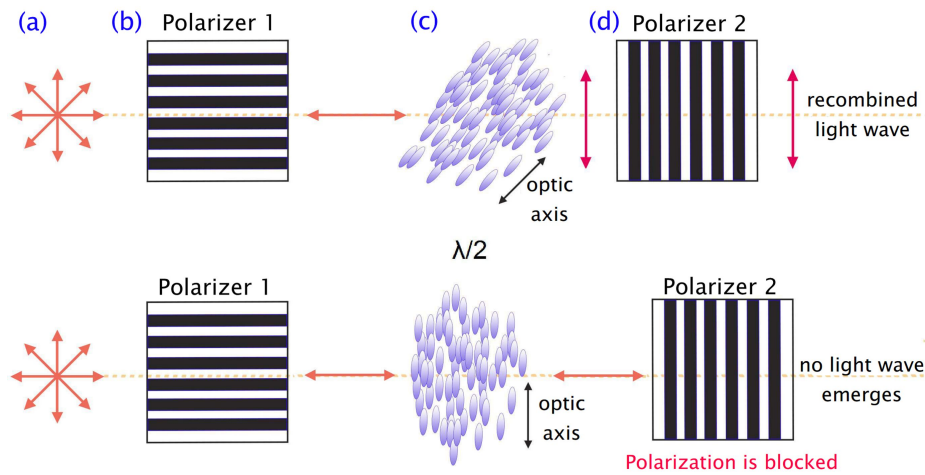 (a)
(b)
Polarizer 1
(c)
(d)
Polarizer 2
recombined
light wave
optic
axis
λ/2
Polarizer 1
Polarizer 2
no light wave
emerges
optic
axis
Polarization is blocked